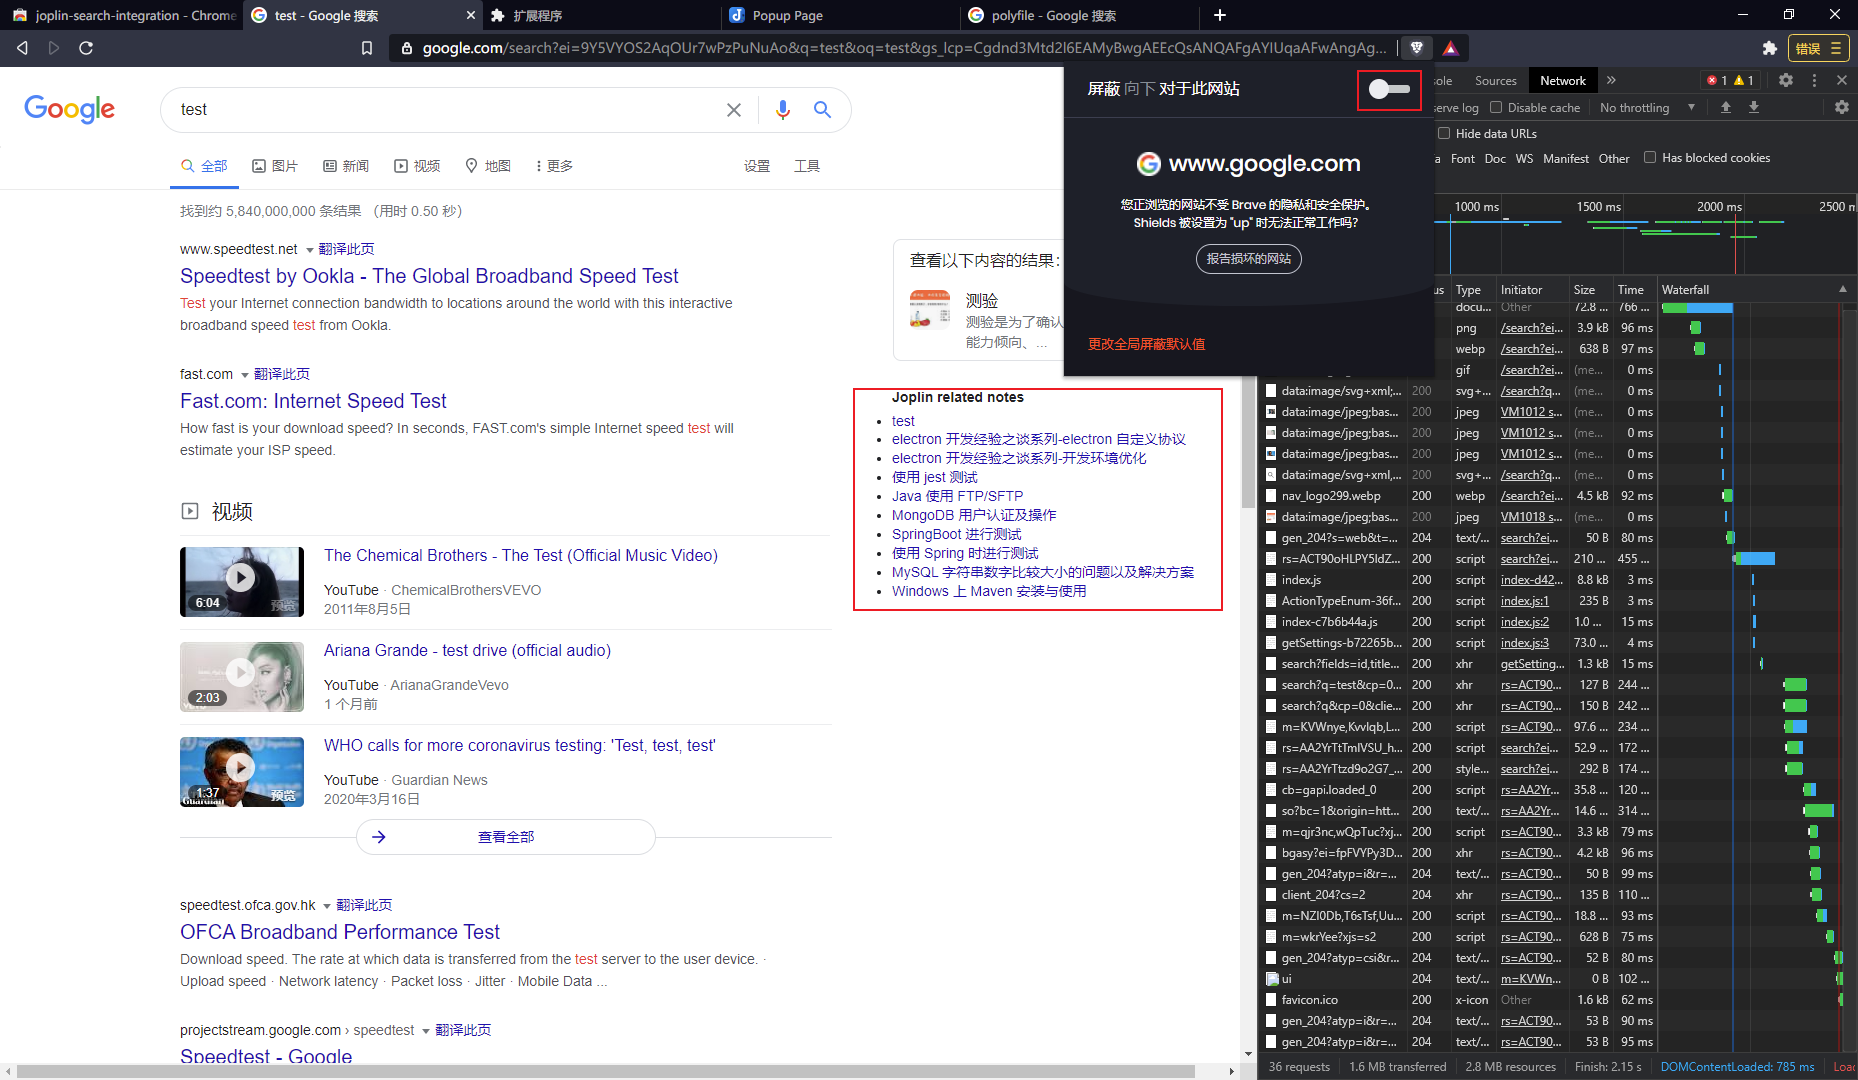 joplin-search-integration - Chrome
test - Google 搜索
扩展程序
Popup Page
polyfile - Google 搜索
google.com/search?ei=9Y5VYOS2AqOUr7wPzPuNuAo&q=test&oq=test&gs_lcp=Cgdnd3Mtd2l6EAMyBwgAEEcQsANQAFgAYIUqaAFwAngAg...
错误
Google
test
全部
图片
新闻
视频
地图
更多
设置
工具
找到约 5,840,000,000 条结果 （用时 0.50 秒）
www.speedtest.net 翻译此页
Speedtest by Ookla - The Global Broadband Speed Test
Test your Internet connection bandwidth to locations around the world with this interactive
broadband speed test from Ookla.
fast.com 翻译此页
Fast.com: Internet Speed Test
How fast is your download speed? In seconds, FAST.com's simple Internet speed test will
estimate your ISP speed.
视频
The Chemical Brothers - The Test (Official Music Video)
YouTube · ChemicalBrothersVEVO
2011年8月5日
6:04
预览
Ariana Grande - test drive (official audio)
YouTube · ArianaGrandeVevo
1 个月前
2:03
WHO calls for more coronavirus testing: 'Test, test, test'
YouTube · Guardian News
2020年3月16日
1:37
预览
Guardian
查看全部
speedtest.ofca.gov.hk 翻译此页
OFCA Broadband Performance Test
Download speed. The rate at which data is transferred from the test server to the user device. ·
Upload speed · Network latency · Packet loss · Jitter · Mobile Data ...
projectstream.google.com › speedtest 翻译此页
Speedtest - Google
查看以下内容的结果：
测验
测验是为了确认
能力倾向、...
Joplin related notes
test
electron 开发经验之谈系列-electron 自定义协议
electron 开发经验之谈系列-开发环境优化
使用 jest 测试
Java 使用 FTP/SFTP
MongoDB 用户认证及操作
SpringBoot 进行测试
使用 Spring 时进行测试
MySQL 字符串数字比较大小的问题以及解决方案
Windows 上 Maven 安装与使用
屏蔽 向下 对于此网站
www.google.com
您正浏览的网站不受 Brave 的隐私和安全保护。
Shields 被设置为 "up" 时无法正常工作吗?
报告损坏的网站
更改全局屏蔽默认值
ole Sources Network 1 1
erve log Disable cache No throttling
Hide data URLs
a Font Doc WS Manifest Other Has blocked cookies
1000 ms 1500 ms 2000 ms 2500 m
us Type Initiator Size Time Waterfall
docu... Other 72.8 ... 766 ...
png /search?ei... 3.9 kB 96 ms
webp /search?ei... 638 B 97 ms
gif /search?ei... (me... 0 ms
data:image/svg+xml;... 200 svg+... /search?q... (me... 0 ms
data:image/jpeg;bas... 200 jpeg VM1012 s... (me... 0 ms
data:image/jpeg;bas... 200 jpeg VM1012 s... (me... 0 ms
data:image/jpeg;bas... 200 jpeg VM1012 s... (me... 0 ms
data:image/svg+xml,... 200 svg+... /search?q... (me... 0 ms
nav_logo299.webp 200 webp /search?ei... 4.5 kB 92 ms
data:image/jpeg;bas... 200 jpeg VM1018 s... (me... 0 ms
gen_204?s=web&t=... 204 text/... search?ei... 50 B 80 ms
rs=ACT90oHLPY5IdZ... 200 script search?ei... 210 ... 455 ...
index.js 200 script index-d42... 8.8 kB 3 ms
ActionTypeEnum-36f... 200 script index.js:1 235 B 3 ms
index-c7b6b44a.js 200 script index.js:2 1.0 ... 15 ms
getSettings-b72265b... 200 script index.js:3 73.0 ... 4 ms
search?fields=id,title... 200 xhr getSetting... 1.3 kB 15 ms
search?q=test&cp=0... 200 xhr rs=ACT90... 127 B 244 ...
search?q&cp=0&clie... 200 xhr rs=ACT90... 150 B 242 ...
m=KVWnye,Kvvlqb,L... 200 script rs=ACT90... 97.6 ... 234 ...
rs=AA2YrTtTmlVSU_h... 200 script search?ei... 52.9 ... 172 ...
rs=AA2YrTtzd9o2G7_... 200 style... search?ei... 292 B 174 ...
cb=gapi.loaded_0 200 script rs=AA2Yr... 35.8 ... 120 ...
so?bc=1&origin=htt... 200 text/... rs=AA2Yr... 14.6 ... 314 ...
m=qjr3nc,wQpTuc?xj... 200 script rs=ACT90... 3.3 kB 79 ms
bgasy?ei=fpFVYPy3D... 200 xhr rs=ACT90... 4.2 kB 96 ms
gen_204?atyp=i&r=... 204 text/... rs=ACT90... 50 B 99 ms
client_204?cs=2 204 xhr rs=ACT90... 135 B 110 ...
m=NZI0Db,T6sTsf,Uu... 200 script rs=ACT90... 18.8 ... 93 ms
m=wkrYee?xjs=s2 200 script rs=ACT90... 628 B 75 ms
gen_204?atyp=csi&r... 204 text/... rs=ACT90... 52 B 80 ms
ui 204 text/... m=KVWn... 0 B 102 ...
favicon.ico 200 x-icon Other 1.6 kB 62 ms
gen_204?atyp=i&r=... 204 text/... rs=ACT90... 53 B 90 ms
gen_204?atyp=i&r=... 204 text/... rs=ACT90... 53 B 95 ms
36 requests 1.6 MB transferred 2.8 MB resources Finish: 2.15 s DOMContentLoaded: 785 ms Loac